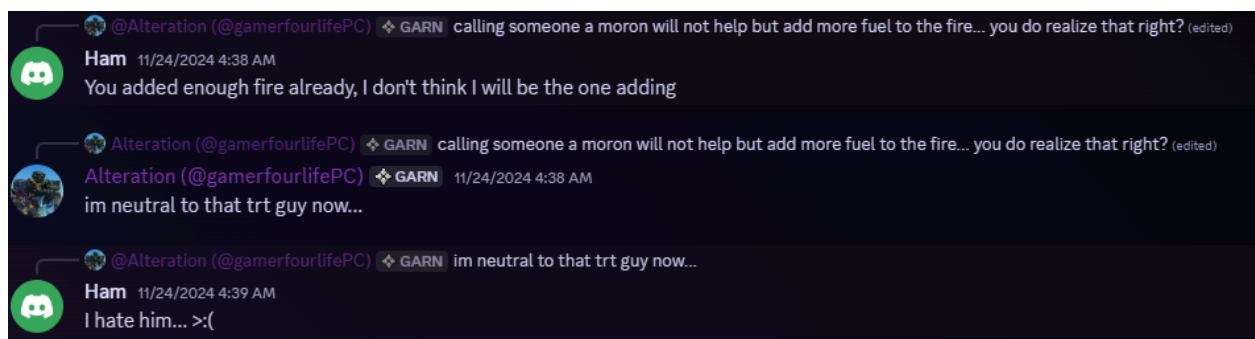 @Alteration (@gamerfourlifePC) GARN calling someone a moron will not help but add more fuel to the fire... you do realize that right? (edited)
Ham 11/24/2024 4:38 AM
You added enough fire already, I don't think I will be the one adding
Alteration (@gamerfourlifePC) GARN calling someone a moron will not help but add more fuel to the fire... you do realize that right? (edited)
Alteration (@gamerfourlifePC) GARN 11/24/2024 4:38 AM
im neutral to that trt guy now...
@Alteration (@gamerfourlifePC) GARN im neutral to that trt guy now...
Ham 11/24/2024 4:39 AM
I hate him... >:(